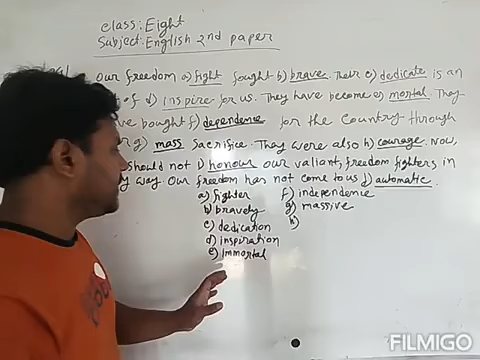 Class: Eight
Subject: English 2nd paper
Our freedom a) fight fought b) brave. Their c) dedicate is an
of d) inspire for us. They have become e) mortal. They
bought f) dependence for the country through
g) mass sacrifice. They were also h) courage. Now,
should not i) honour our valiant, freedom fighters in
way. Our freedom has not come to us j) automatic.
a) fighter f) independence
b) bravely g) massive
c) dedication h)
d) inspiration
e) immortal
FILMIGO